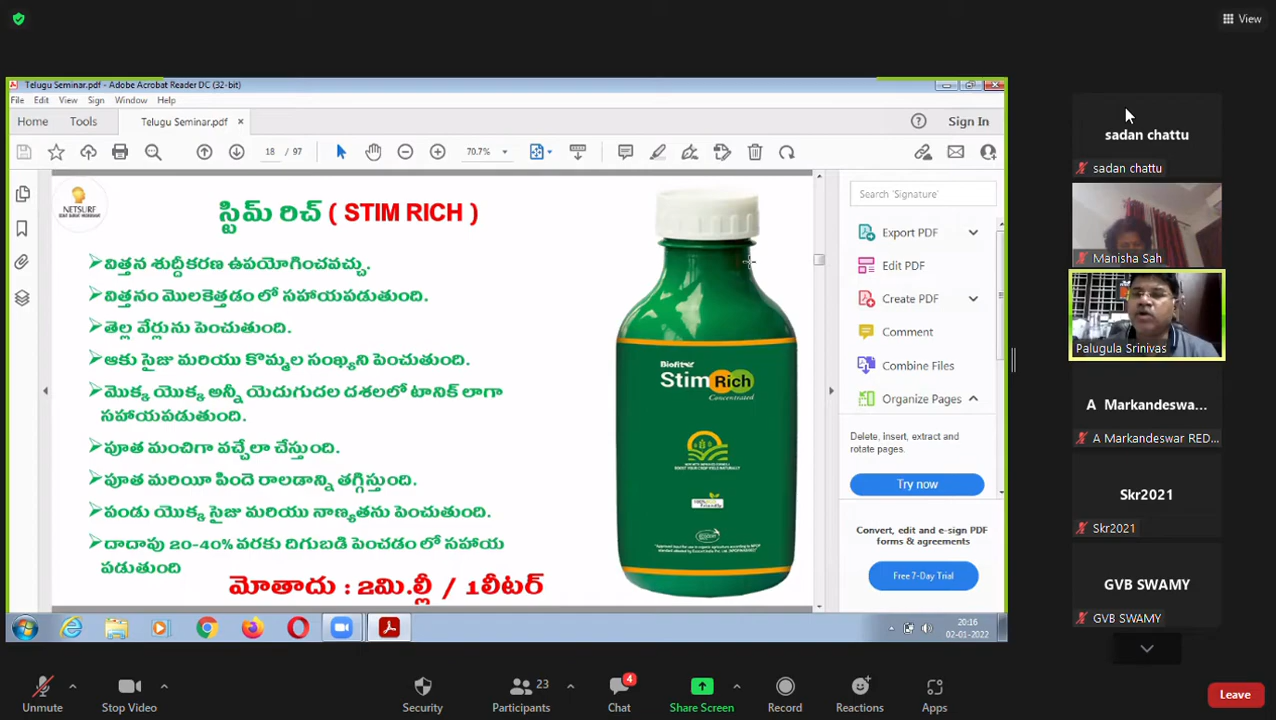 View
Telugu Seminar.pdf - Adobe Acrobat Reader DC (32-bit)
File Edit View Sign Window Help
Home Tools Telugu Seminar.pdf × Sign In
18 / 97 70.7%
NETSURF
స్టిమ్ రిచ్ ( STIM RICH )
విత్తన శుద్ధీకరణ ఉపయోగించవచ్చు.
విత్తనం మొలకెత్తడం లో సహాయపడుతుంది.
తెల్ల వేర్లును పెంచుతుంది.
ఆకు సైజు మరియు కొమ్మల సంఖ్యని పెంచుతుంది.
మొక్క యొక్క అన్నీ యెదుగుదల దశలలో టానిక్ లాగా
సహాయపడుతుంది.
పూత మంచిగా వచ్చేలా చేస్తుంది.
పూత మరియూ పిందె రాలడాన్ని తగ్గిస్తుంది.
పండు యొక్క సైజు మరియు నాణ్యతను పెంచుతుంది.
దాదాపు 20-40% వరకు దిగుబడి పెంచడం లో సహాయ
పడుతుంది
మోతాదు : 2మి.ల్లీ / 1లీటర్
Biofit
StimRich
Concentrated
Search 'Signature'
Export PDF
Edit PDF
Create PDF
Comment
Combine Files
Organize Pages
Delete, insert, extract and
rotate pages.
Try now
Convert, edit and e-sign PDF
forms & agreements
Free 7-Day Trial
20:16
02-01-2022
sadan chattu
sadan chattu
Manisha Sah
Palugula Srinivas
A Markandeswa...
A Markandeswar RED...
Skr2021
Skr2021
GVB SWAMY
GVB SWAMY
Unmute Stop Video Security Participants 23 Chat 4 Share Screen Record Reactions Apps Leave